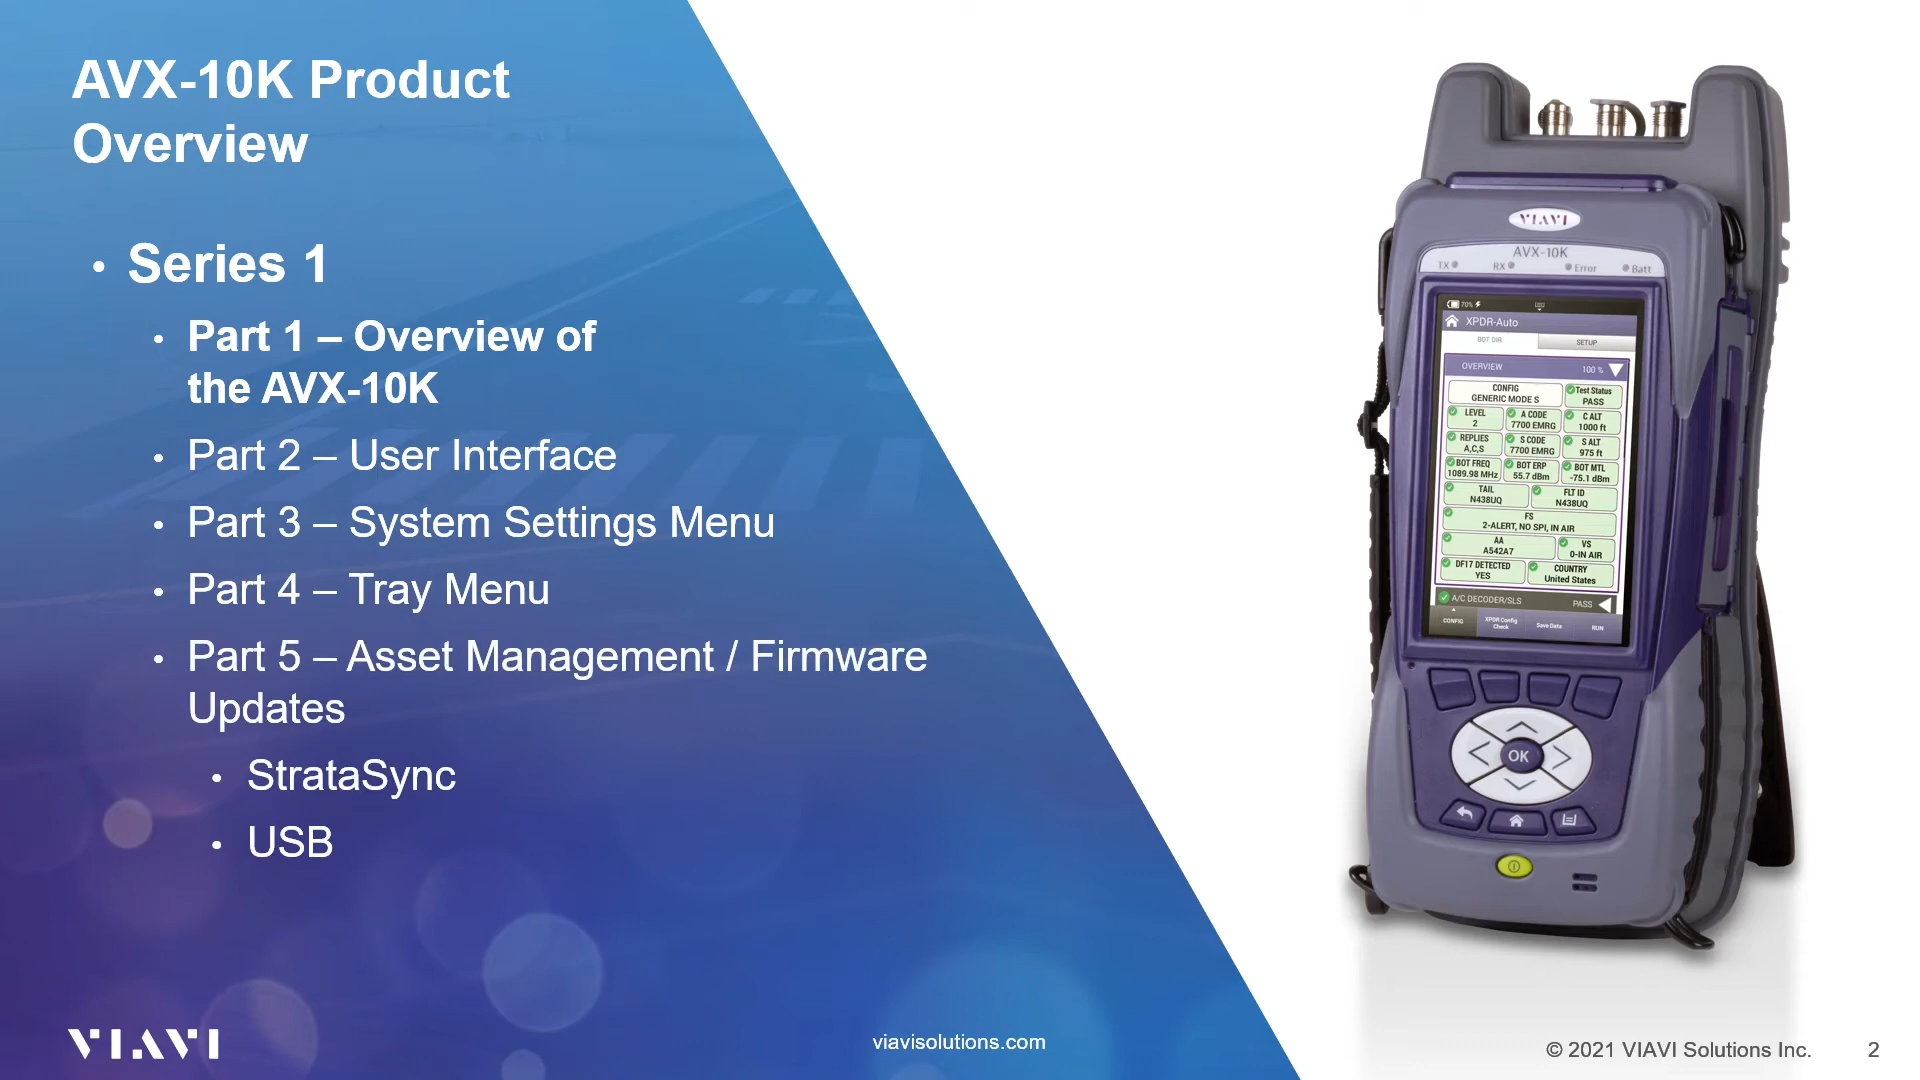 AVX-10K Product
Overview
• Series 1
• Part 1 – Overview of
the AVX-10K
• Part 2 – User Interface
• Part 3 – System Settings Menu
• Part 4 – Tray Menu
• Part 5 – Asset Management / Firmware
Updates
• StrataSync
• USB
VIAVI
AVX-10K
TX RX Error Batt
70%
XPDR-Auto
BOT DIR SETUP
OVERVIEW 100 %
CONFIG
GENERIC MODE S
Test Status
PASS
LEVEL
2
A CODE
7700 EMRG
C ALT
1000 ft
REPLIES
A,C,S
S CODE
7700 EMRG
S ALT
975 ft
BOT FREQ
1089.98 MHz
BOT ERP
55.7 dBm
BOT MTL
-75.1 dBm
TAIL
N438UQ
FLT ID
N438UQ
FS
2-ALERT, NO SPI, IN AIR
AA
A542A7
VS
0-IN AIR
DF17 DETECTED
YES
COUNTRY
United States
A/C DECODER/SLS PASS
CONFIG
XPDR Config
Check
Save Data
RUN
OK
VIAVI
viavisolutions.com
© 2021 VIAVI Solutions Inc.
2